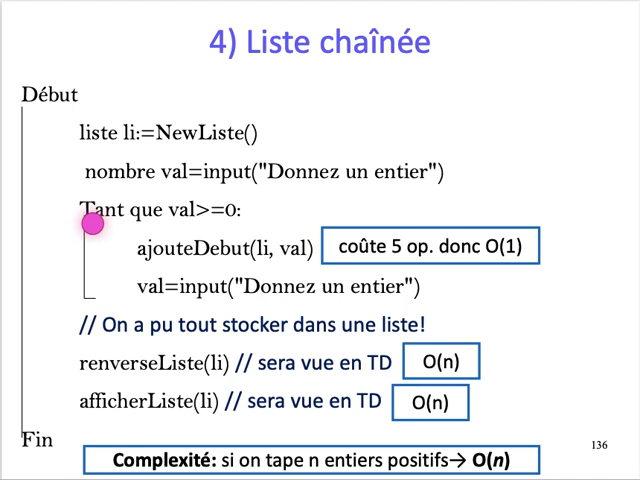 4) Liste chaînée
Début
liste li:=NewListe()
nombre val=input("Donnez un entier")
Tant que val>=0:
ajouteDebut(li, val) coûte 5 op. donc O(1)
val=input("Donnez un entier")
// On a pu tout stocker dans une liste!
renverseListe(li) // sera vue en TD O(n)
afficherListe(li) // sera vue en TD O(n)
Fin
136
Complexité: si on tape n entiers positifs→ O(n)